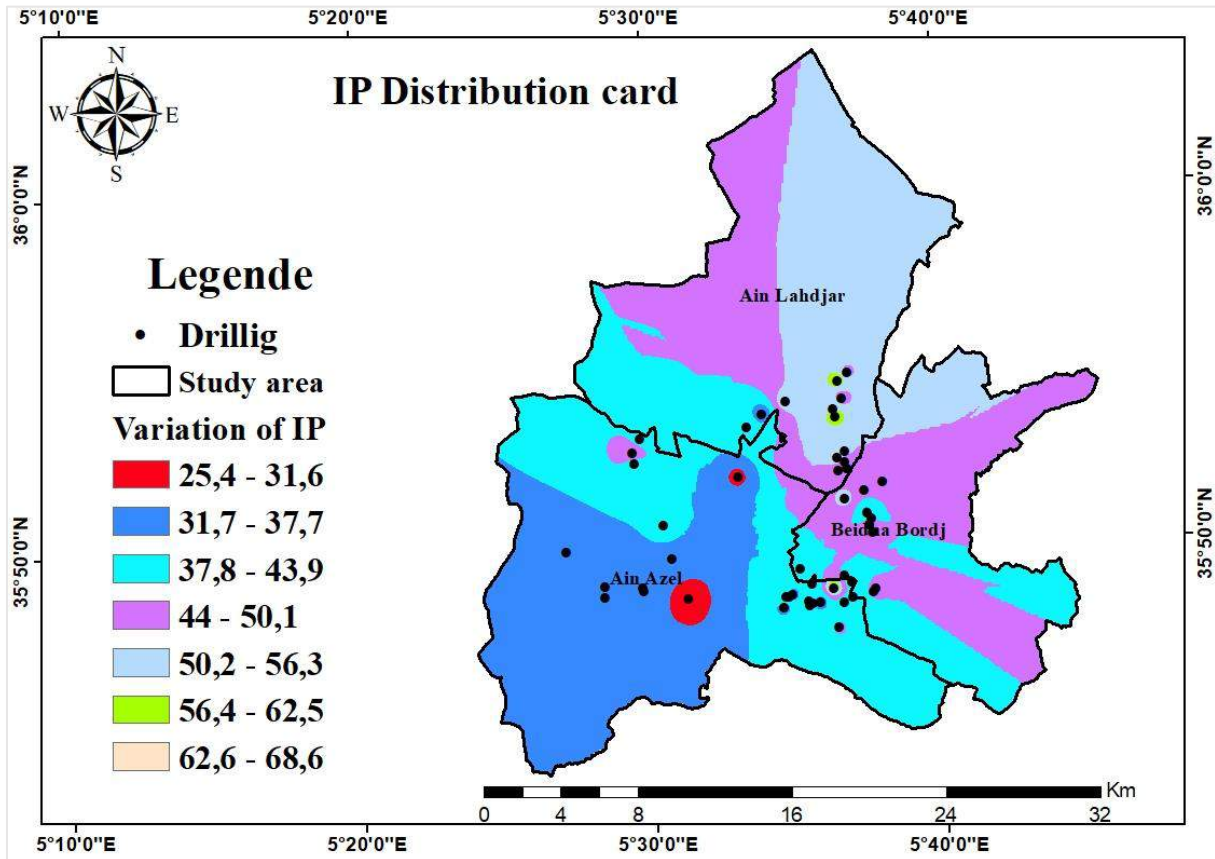 5°10'0"E 5°20'0"E 5°30'0"E 5°40'0"E
N
W E
S
IP Distribution card
36°0'0"N
36°0'0"N
Legende
Drillig
Study area
Variation of IP
25,4 - 31,6
31,7 - 37,7
37,8 - 43,9
44 - 50,1
50,2 - 56,3
56,4 - 62,5
62,6 - 68,6
Ain Lahdjar
Beidha Bordj
Ain Azel
35°50'0"N
35°50'0"N
Km
0 4 8 16 24 32
5°10'0"E 5°20'0"E 5°30'0"E 5°40'0"E